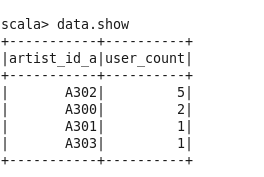 scala> data.show
+-----------+----------+
|artist_id_a|user_count|
+-----------+----------+
|       A302|         5|
|       A300|         2|
|       A301|         1|
|       A303|         1|
+-----------+----------+